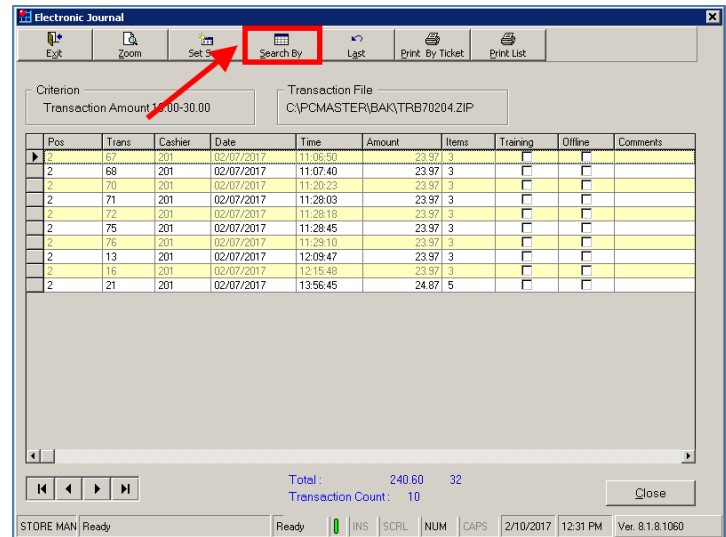 Electronic Journal
Exit Zoom Set S Search By Last Print By Ticket Print List
Criterion Transaction File
Transaction Amount 10.00-30.00 C:\PCMASTER\BAK\TRB70204.ZIP
Pos Trans Cashier Date Time Amount Items Training Offline Comments
2 67 201 02/07/2017 11:06:50 23.97 3
2 68 201 02/07/2017 11:07:40 23.97 3
2 70 201 02/07/2017 11:20:23 23.97 3
2 71 201 02/07/2017 11:28:03 23.97 3
2 72 201 02/07/2017 11:28:18 23.97 3
2 75 201 02/07/2017 11:28:45 23.97 3
2 76 201 02/07/2017 11:29:10 23.97 3
2 13 201 02/07/2017 12:09:47 23.97 3
2 16 201 02/07/2017 12:15:48 23.97 3
2 21 201 02/07/2017 13:56:45 24.87 5
Total : 240.60 32
Transaction Count : 10
Close
STORE MAN Ready Ready INS SCRL NUM CAPS 2/10/2017 12:31 PM Ver. 8.1.8.1060